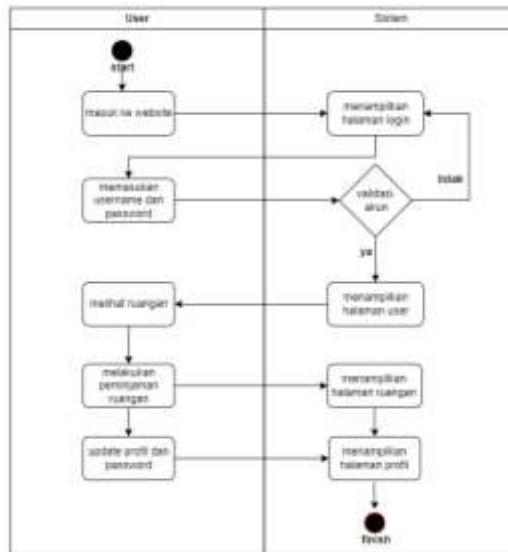 User
Sistem
start
masuk ke website
menampilkan
halaman login
memasukan
username dan
password
validasi
akun
tidak
ya
melihat ruangan
menampilkan
halaman user
melakukan
peminjaman
ruangan
menampilkan
halaman ruangan
update profil dan
password
menampilkan
halaman profil
finish